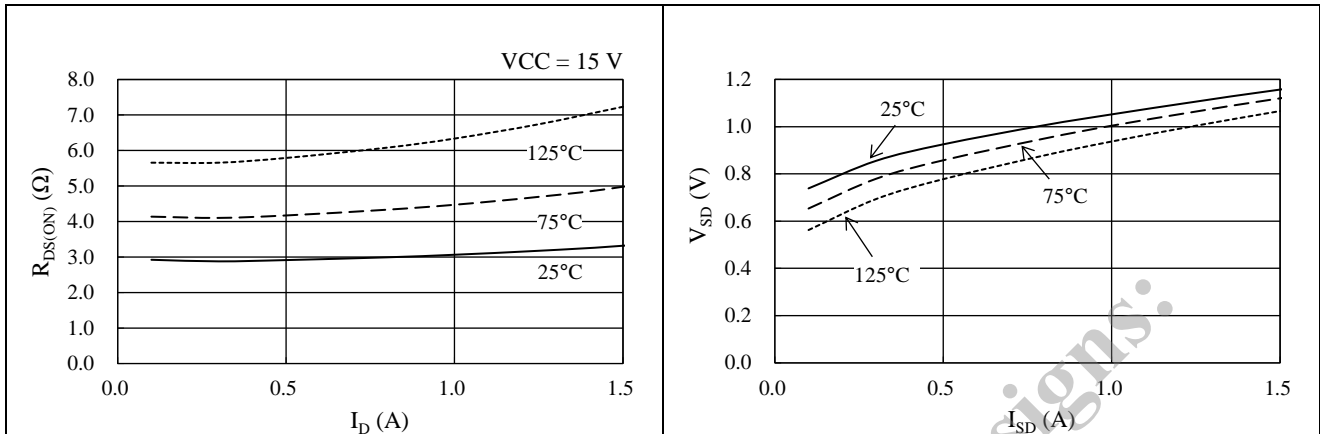 VCC = 15 V
R_DS(ON) (Ω)
8.0
7.0
6.0
5.0
4.0
3.0
2.0
1.0
0.0
125°C
75°C
25°C
0.0 0.5 1.0 1.5
I_D (A)
V_SD (V)
1.2
1.0
0.8
0.6
0.4
0.2
0.0
25°C
75°C
125°C
0.0 0.5 1.0 1.5
I_SD (A)
signs: